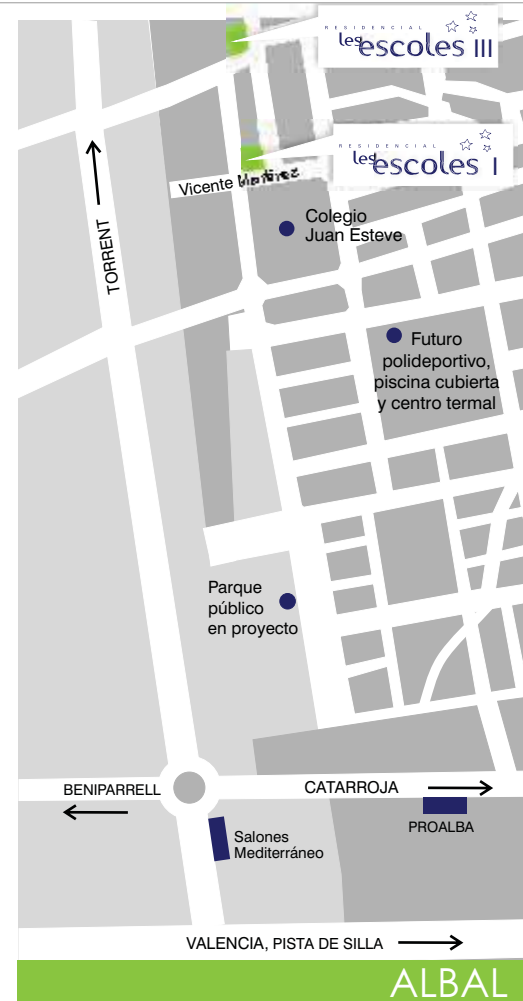 RESIDENCIAL
les escoles III
RESIDENCIAL
les escoles I
Vicente Martínez
Colegio
Juan Esteve
TORRENT
Futuro
polideportivo,
piscina cubierta
y centro termal
Parque
público
en proyecto
BENIPARRELL
CATARROJA
PROALBA
Salones
Mediterráneo
VALENCIA, PISTA DE SILLA
ALBAL